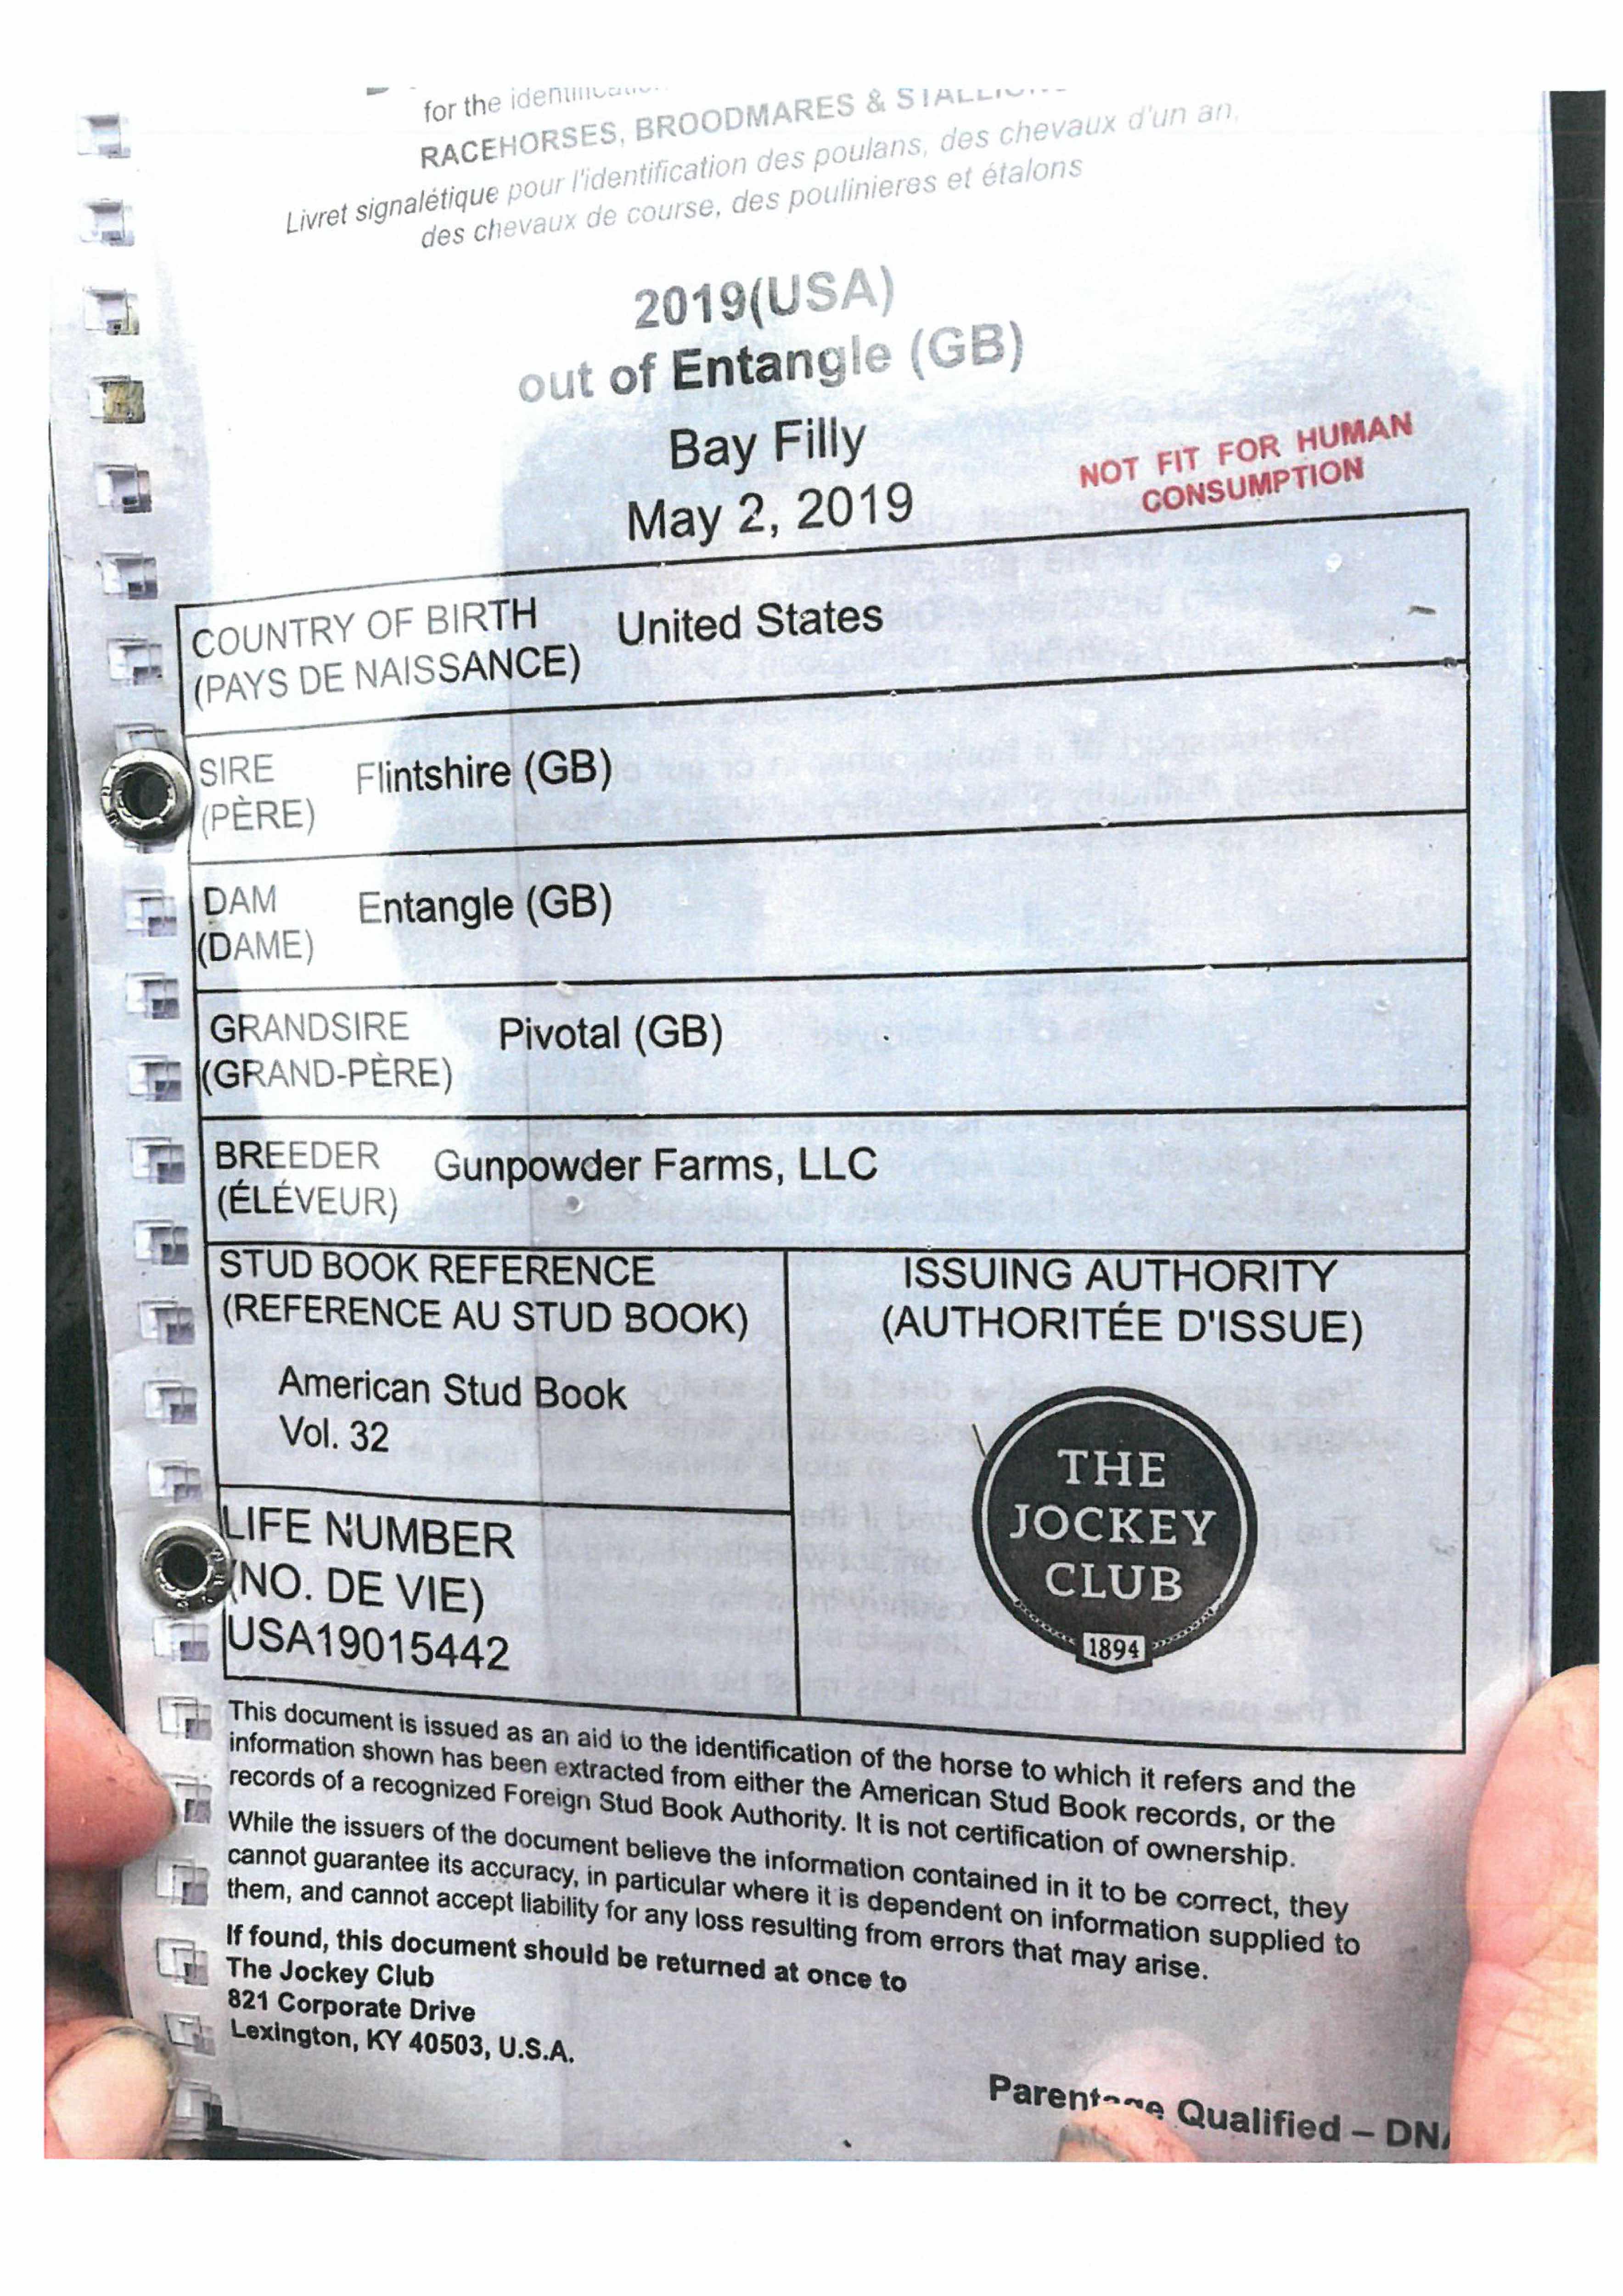 for the
RACEHORSES, BROODMARES & STALLIONS
Livret signalétique pour l'identification des poulans, des chevaux d'un an,
des chevaux de course, des poulinieres et étalons
2019(USA)
out of Entangle (GB)
Bay Filly
May 2, 2019
NOT FIT FOR HUMAN
CONSUMPTION
COUNTRY OF BIRTH
(PAYS DE NAISSANCE)
United States
SIRE
(PÈRE)
Flintshire (GB)
DAM
(DAME)
Entangle (GB)
GRANDSIRE
(GRAND-PÈRE)
Pivotal (GB)
BREEDER
(ÉLÉVEUR)
Gunpowder Farms, LLC
STUD BOOK REFERENCE
(REFERENCE AU STUD BOOK)
American Stud Book
Vol. 32
LIFE NUMBER
(NO. DE VIE)
USA19015442
ISSUING AUTHORITY
(AUTHORITÉE D'ISSUE)
THE
JOCKEY
CLUB
1894
This document is issued as an aid to the identification of the horse to which it refers and the
information shown has been extracted from either the American Stud Book records, or the
records of a recognized Foreign Stud Book Authority. It is not certification of ownership.
While the issuers of the document believe the information contained in it to be correct, they
cannot guarantee its accuracy, in particular where it is dependent on information supplied to
them, and cannot accept liability for any loss resulting from errors that may arise.
If found, this document should be returned at once to
The Jockey Club
821 Corporate Drive
Lexington, KY 40503, U.S.A.
Parentage Qualified – DNA